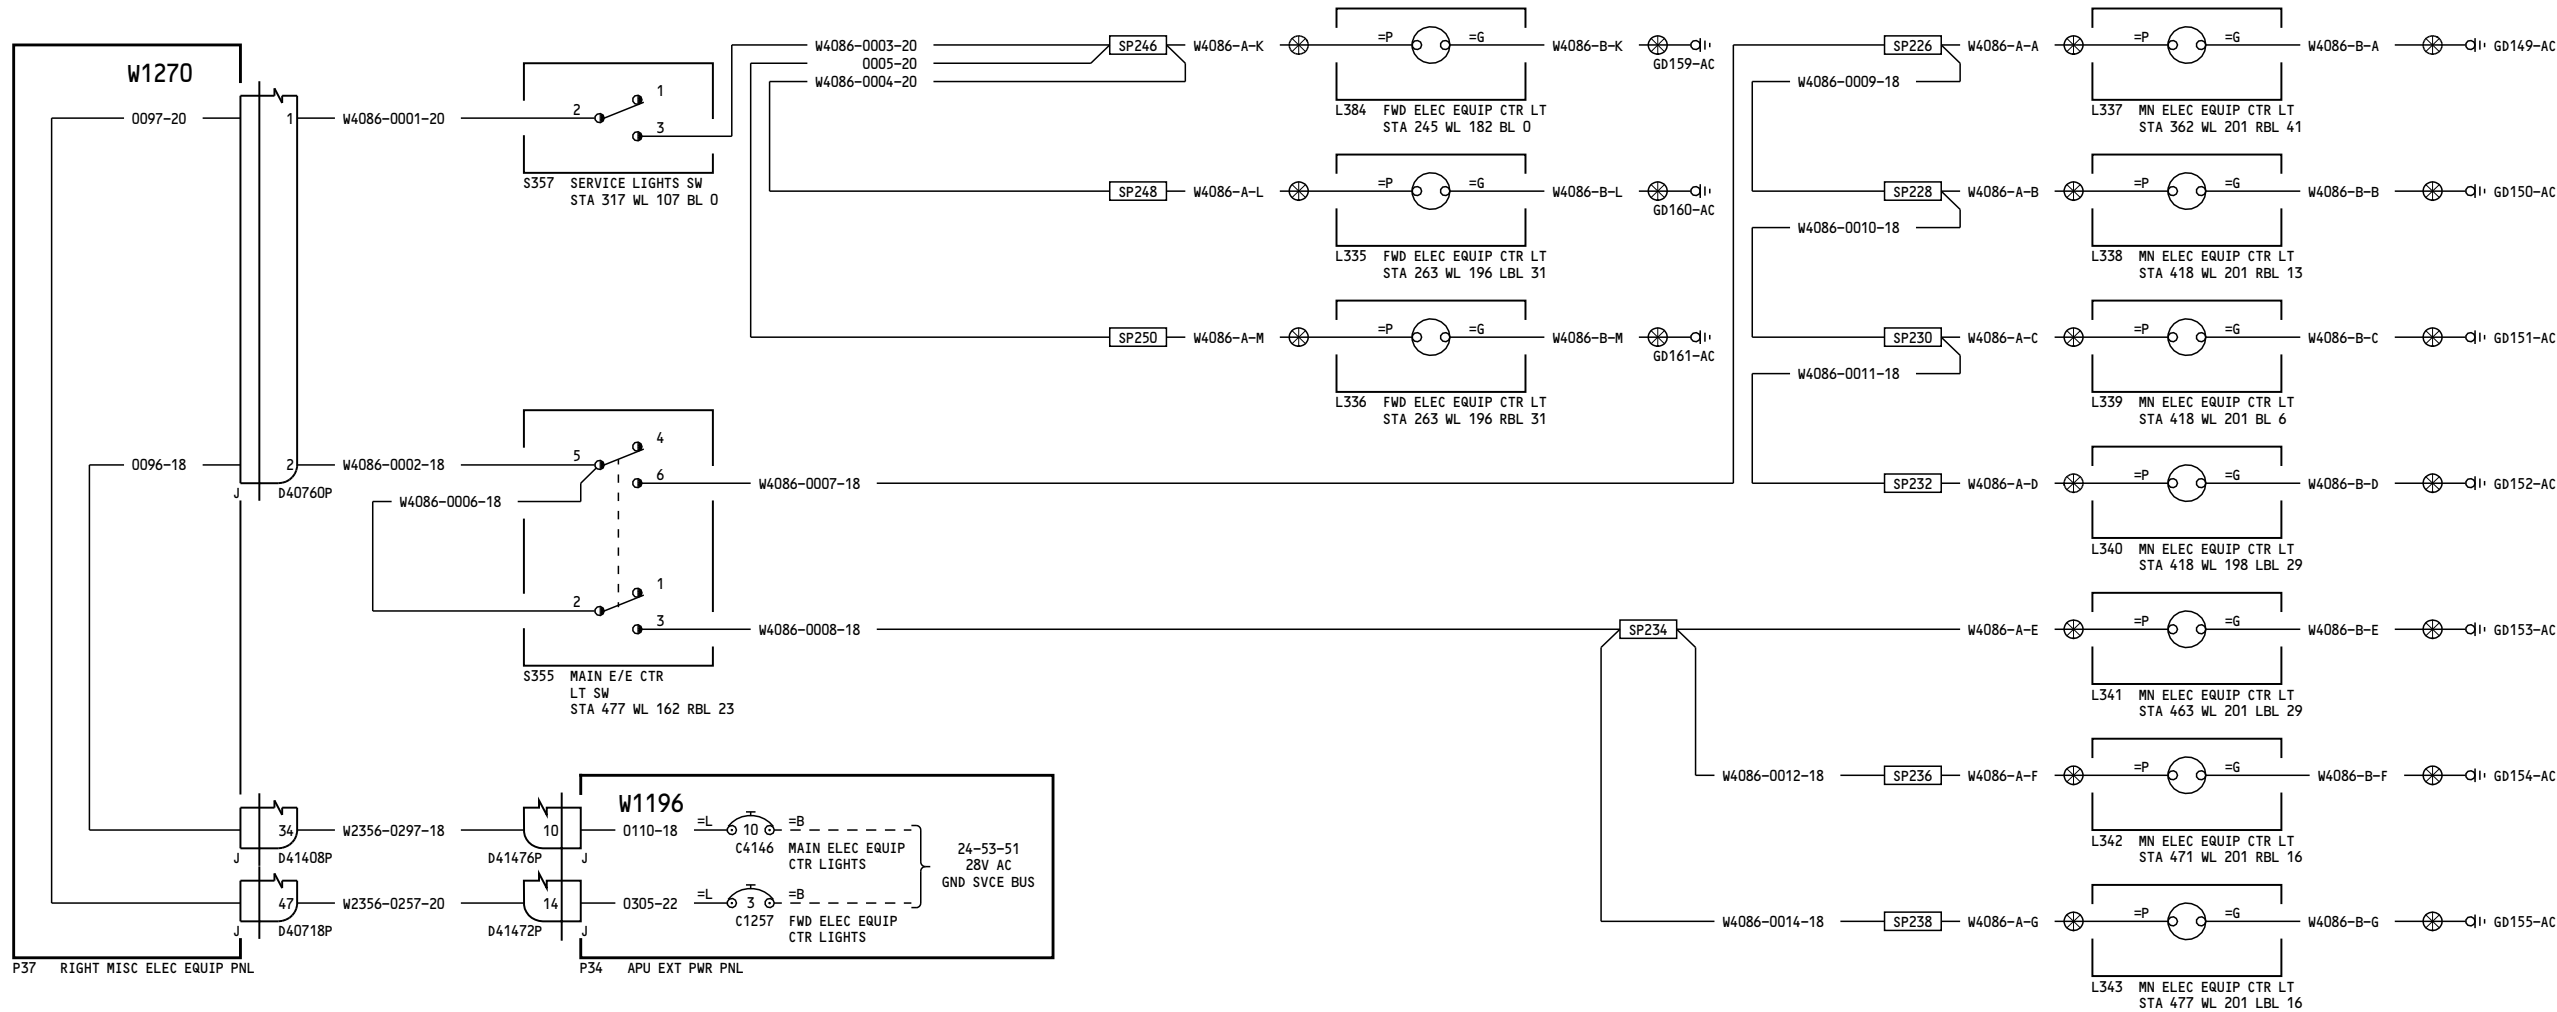 W1270
0097-20
1
W4086-0001-20
2
1
3
S357 SERVICE LIGHTS SW
STA 317 WL 107 BL 0
0096-18
2
W4086-0002-18
J
D40760P
W4086-0006-18
5
4
6
2
1
3
S355 MAIN E/E CTR
LT SW
STA 477 WL 162 RBL 23
W4086-0007-18
W4086-0008-18
W4086-0003-20
0005-20
W4086-0004-20
SP246
W4086-A-K
=P
=G
W4086-B-K
GD159-AC
L384 FWD ELEC EQUIP CTR LT
STA 245 WL 182 BL 0
SP248
W4086-A-L
=P
=G
W4086-B-L
GD160-AC
L335 FWD ELEC EQUIP CTR LT
STA 263 WL 196 LBL 31
SP250
W4086-A-M
=P
=G
W4086-B-M
GD161-AC
L336 FWD ELEC EQUIP CTR LT
STA 263 WL 196 RBL 31
SP226
W4086-A-A
=P
=G
W4086-B-A
GD149-AC
W4086-0009-18
L337 MN ELEC EQUIP CTR LT
STA 362 WL 201 RBL 41
SP228
W4086-A-B
=P
=G
W4086-B-B
GD150-AC
W4086-0010-18
L338 MN ELEC EQUIP CTR LT
STA 418 WL 201 RBL 13
SP230
W4086-A-C
=P
=G
W4086-B-C
GD151-AC
W4086-0011-18
L339 MN ELEC EQUIP CTR LT
STA 418 WL 201 BL 6
SP232
W4086-A-D
=P
=G
W4086-B-D
GD152-AC
L340 MN ELEC EQUIP CTR LT
STA 418 WL 198 LBL 29
SP234
W4086-A-E
=P
=G
W4086-B-E
GD153-AC
L341 MN ELEC EQUIP CTR LT
STA 463 WL 201 LBL 29
W4086-0012-18
SP236
W4086-A-F
=P
=G
W4086-B-F
GD154-AC
L342 MN ELEC EQUIP CTR LT
STA 471 WL 201 RBL 16
W4086-0014-18
SP238
W4086-A-G
=P
=G
W4086-B-G
GD155-AC
L343 MN ELEC EQUIP CTR LT
STA 477 WL 201 LBL 16
34
J
D41408P
W2356-0297-18
10
D41476P
J
W1196
0110-18
=L
10
=B
C4146 MAIN ELEC EQUIP
CTR LIGHTS
47
J
D40718P
W2356-0257-20
14
D41472P
J
0305-22
=L
3
=B
C1257 FWD ELEC EQUIP
CTR LIGHTS
24-53-51
28V AC
GND SVCE BUS
P37 RIGHT MISC ELEC EQUIP PNL
P34 APU EXT PWR PNL